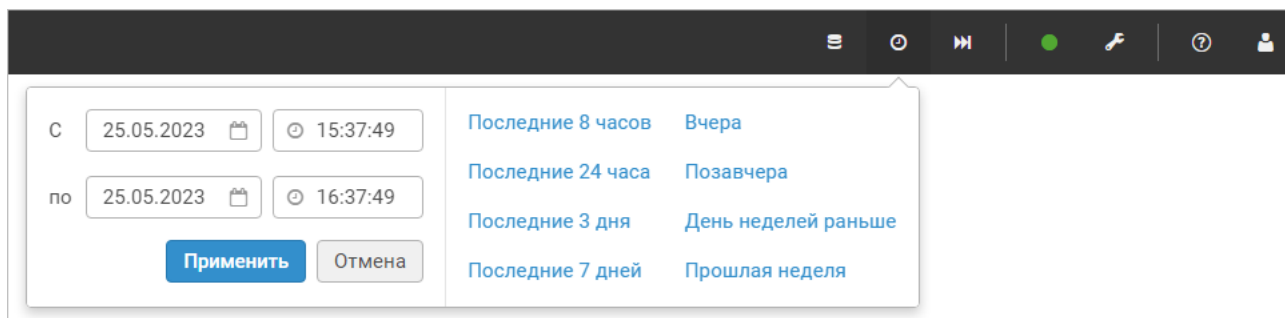 С 25.05.2023 15:37:49
по 25.05.2023 16:37:49
Применить Отмена
Последние 8 часов Вчера
Последние 24 часа Позавчера
Последние 3 дня День неделей раньше
Последние 7 дней Прошлая неделя